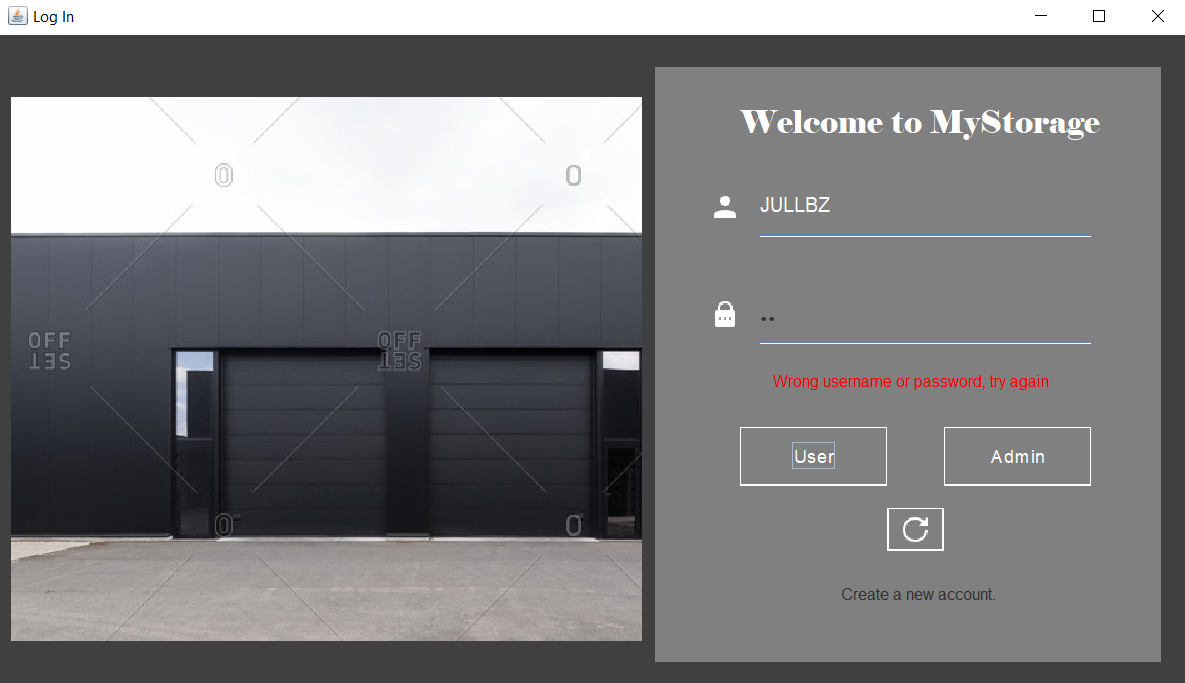 Log In
Welcome to MyStorage
JULLBZ
••
Wrong username or password, try again
User
Admin
Create a new account.
O
O
OFF
SET
OFF
SET
O
O